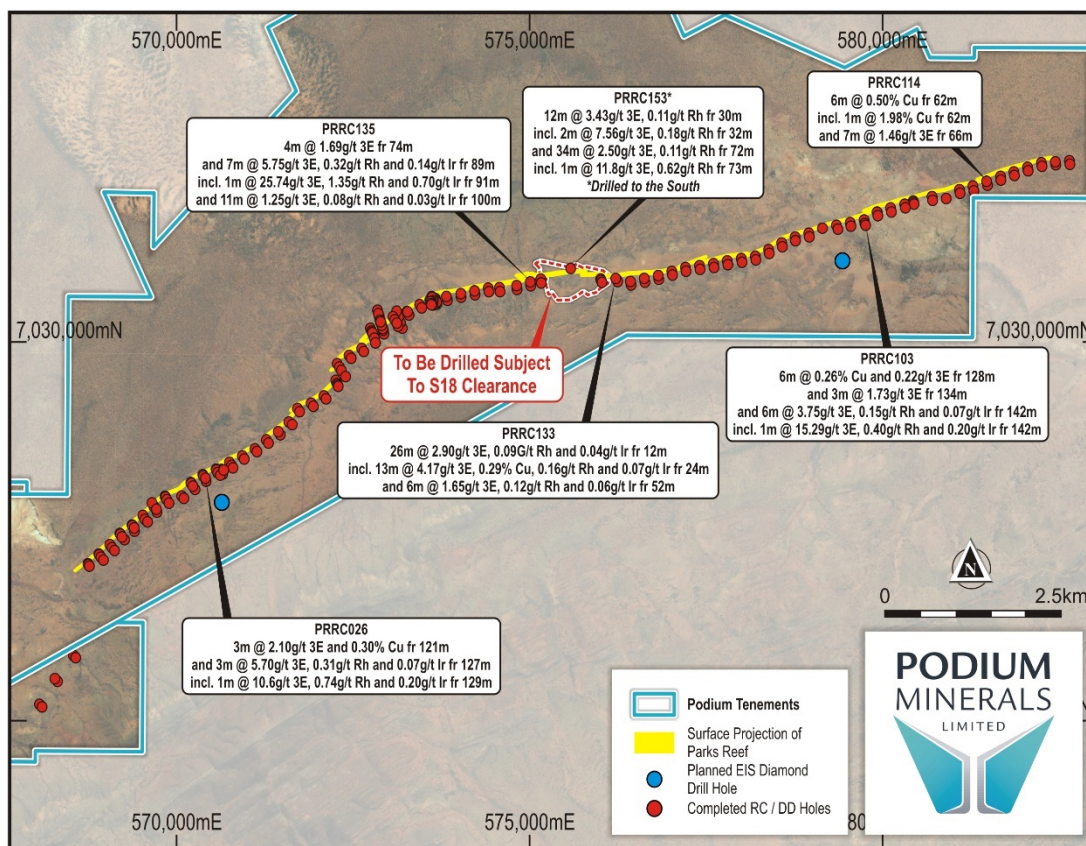 570,000mE
575,000mE
580,000mE
PRRC135
4m @ 1.69g/t 3E fr 74m
and 7m @ 5.75g/t 3E, 0.32g/t Rh and 0.14g/t Ir fr 89m
incl. 1m @ 25.74g/t 3E, 1.35g/t Rh and 0.70g/t Ir fr 91m
and 11m @ 1.25g/t 3E, 0.08g/t Rh and 0.03g/t Ir fr 100m
PRRC153*
12m @ 3.43g/t 3E, 0.11g/t Rh fr 30m
incl. 2m @ 7.56g/t 3E, 0.18g/t Rh fr 32m
and 34m @ 2.50g/t 3E, 0.11g/t Rh fr 72m
incl. 1m @ 11.8g/t 3E, 0.62g/t Rh fr 73m
*Drilled to the South
PRRC114
6m @ 0.50% Cu fr 62m
incl. 1m @ 1.98% Cu fr 62m
and 7m @ 1.46g/t 3E fr 66m
7,030,000mN
7,030,000mN
To Be Drilled Subject
To S18 Clearance
PRRC103
6m @ 0.26% Cu and 0.22g/t 3E fr 128m
and 3m @ 1.73g/t 3E fr 134m
and 6m @ 3.75g/t 3E, 0.15g/t Rh and 0.07g/t Ir fr 142m
incl. 1m @ 15.29g/t 3E, 0.40g/t Rh and 0.20g/t Ir fr 142m
PRRC133
26m @ 2.90g/t 3E, 0.09G/t Rh and 0.04g/t Ir fr 12m
incl. 13m @ 4.17g/t 3E, 0.29% Cu, 0.16g/t Rh and 0.07g/t Ir fr 24m
and 6m @ 1.65g/t 3E, 0.12g/t Rh and 0.06g/t Ir fr 52m
PRRC026
3m @ 2.10g/t 3E and 0.30% Cu fr 121m
and 3m @ 5.70g/t 3E, 0.31g/t Rh and 0.07g/t Ir fr 127m
incl. 1m @ 10.6g/t 3E, 0.74g/t Rh and 0.20g/t Ir fr 129m
N
0 2.5km
Podium Tenements
Surface Projection of
Parks Reef
Planned EIS Diamond
Drill Hole
Completed RC / DD Holes
PODIUM
MINERALS
LIMITED
570,000mE
575,000mE